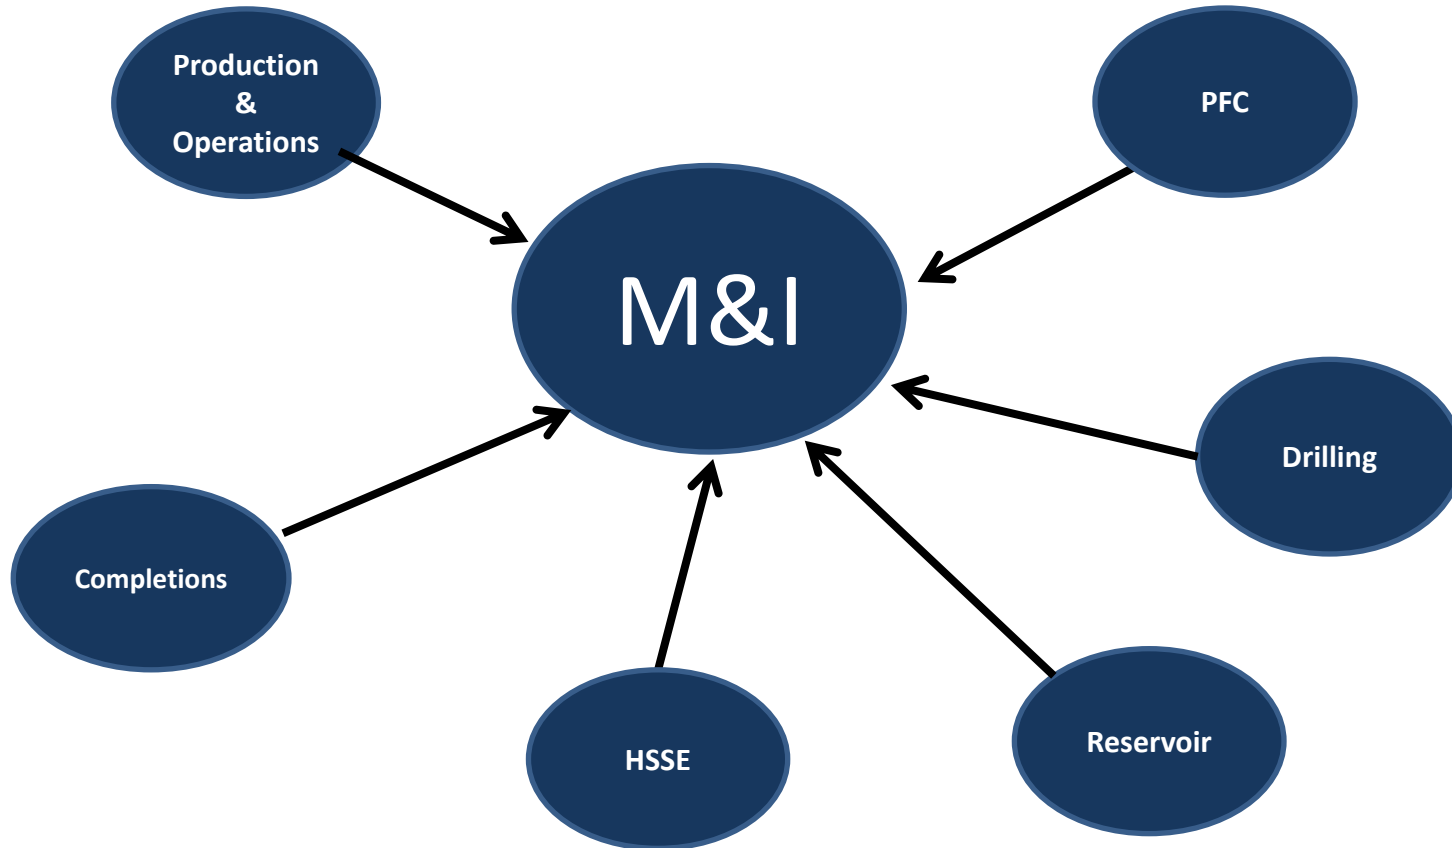 Production
&
Operations
PFC
M&I
Drilling
Completions
Reservoir
HSSE